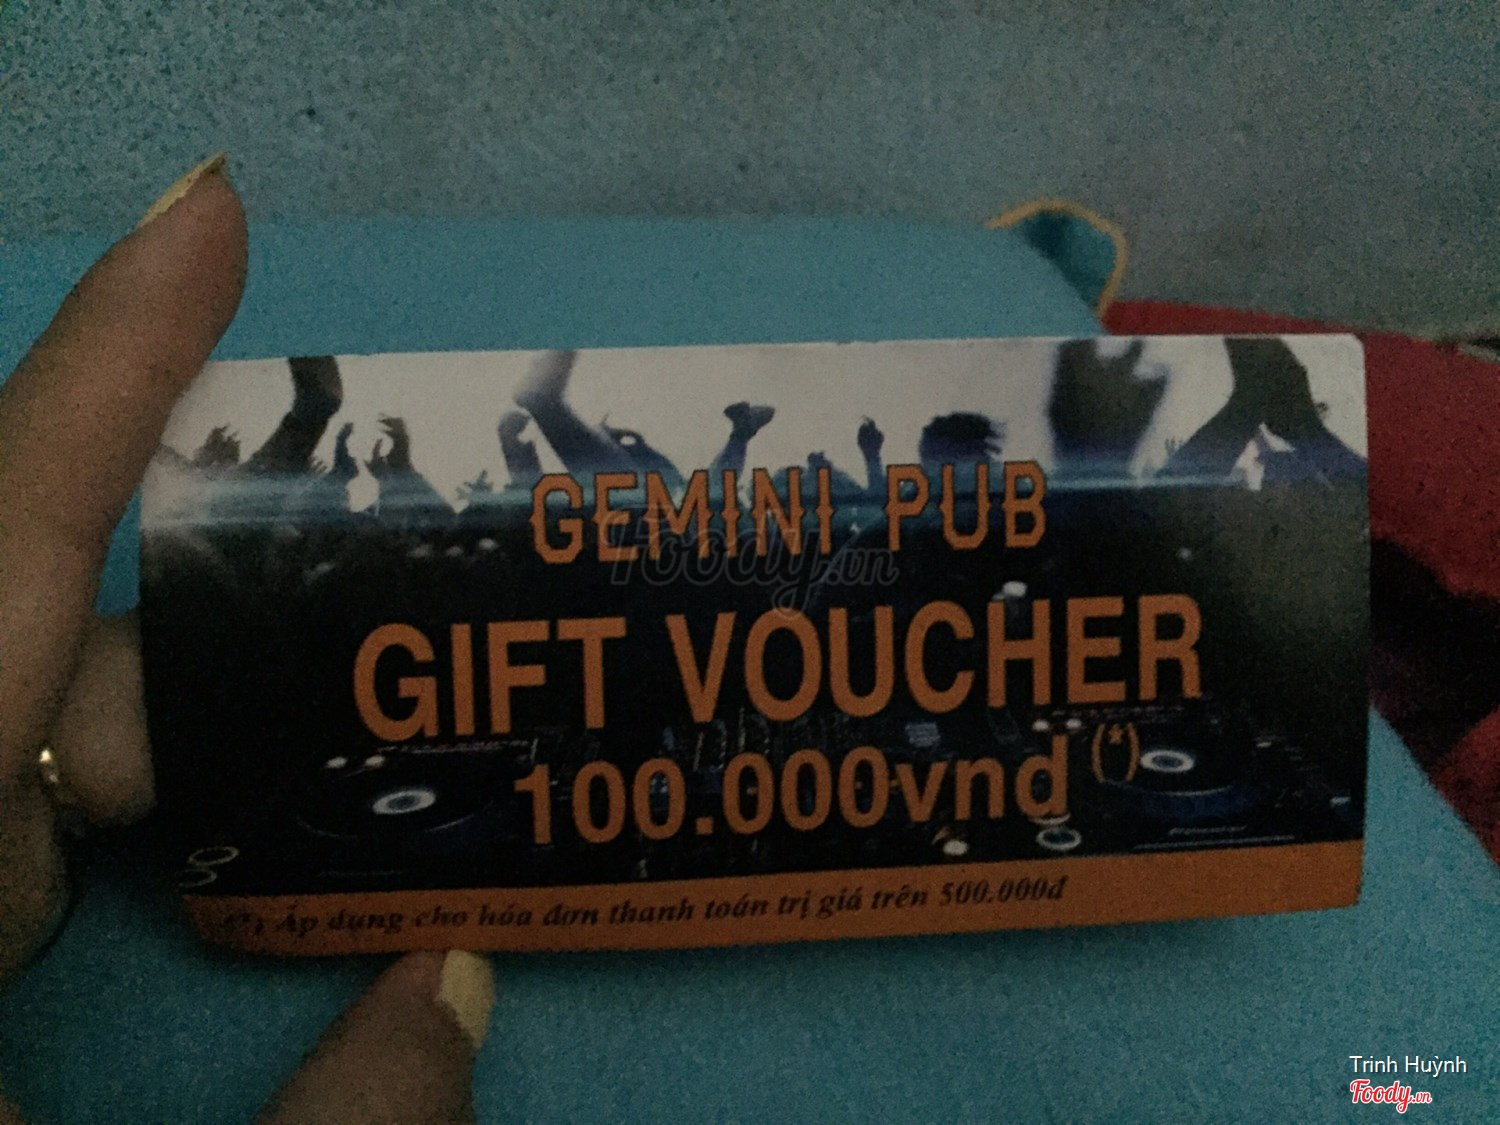 GEMINI PUB
Foody.vn
GIFT VOUCHER
100.000vnđ (*)
(*) Áp dụng cho hóa đơn thanh toán trị giá trên 500.000đ
Trinh Huỳnh
Foody.vn